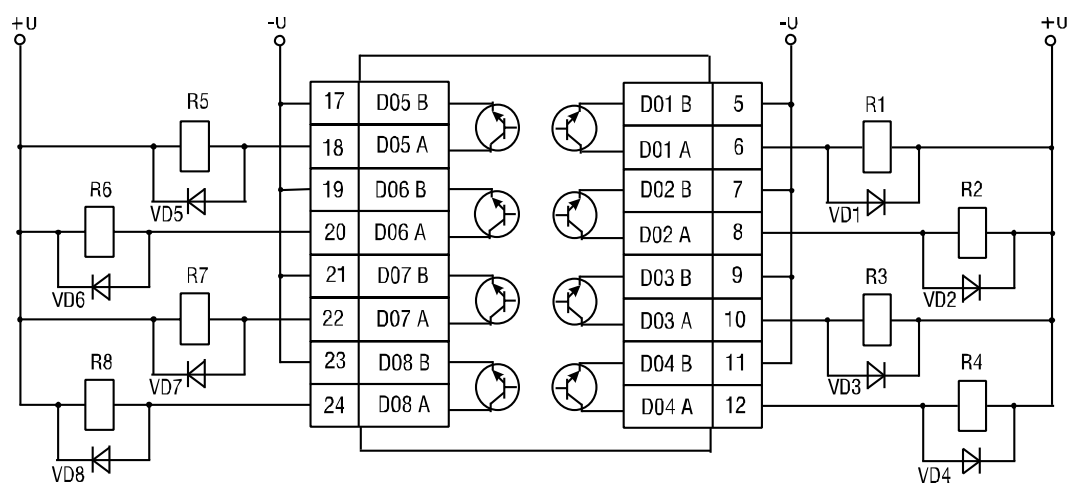 +U -U -U +U
R5 17 D05 B D01 B 5 R1
18 D05 A D01 A 6
R6 VD5 19 D06 B D02 B 7 VD1 R2
20 D06 A D02 A 8
VD6 R7 21 D07 B D03 B 9 R3 VD2
22 D07 A D03 A 10
R8 VD7 23 D08 B D04 B 11 VD3 R4
24 D08 A D04 A 12
VD8 VD4